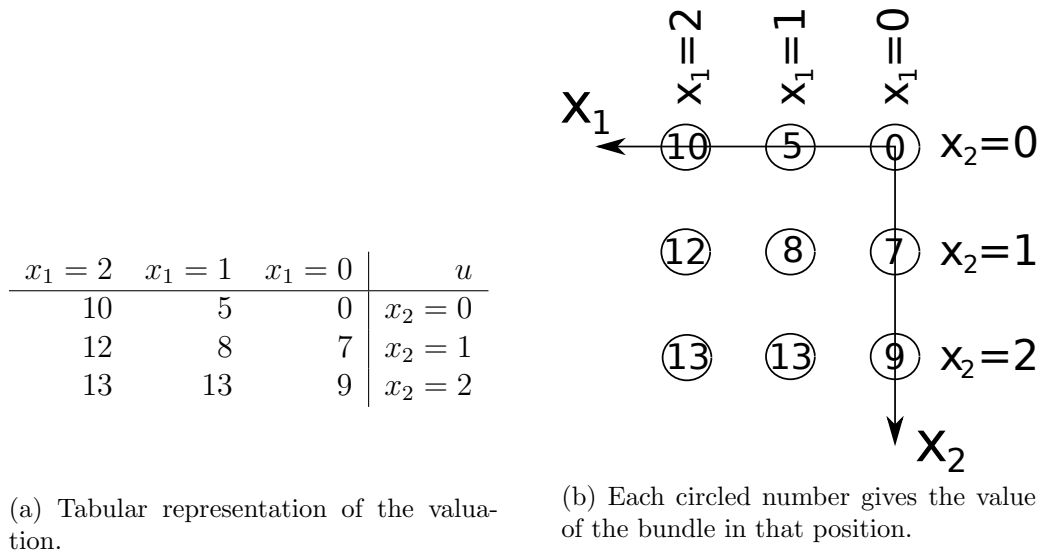 x₁ = 2 x₁ = 1 x₁ = 0 u
10 5 0 x₂ = 0
12 8 7 x₂ = 1
13 13 9 x₂ = 2
(a) Tabular representation of the valua-
tion.
x₁=2 x₁=1 x₁=0
x₁
10 5 0 x₂=0
12 8 7 x₂=1
13 13 9 x₂=2
x₂
(b) Each circled number gives the value
of the bundle in that position.